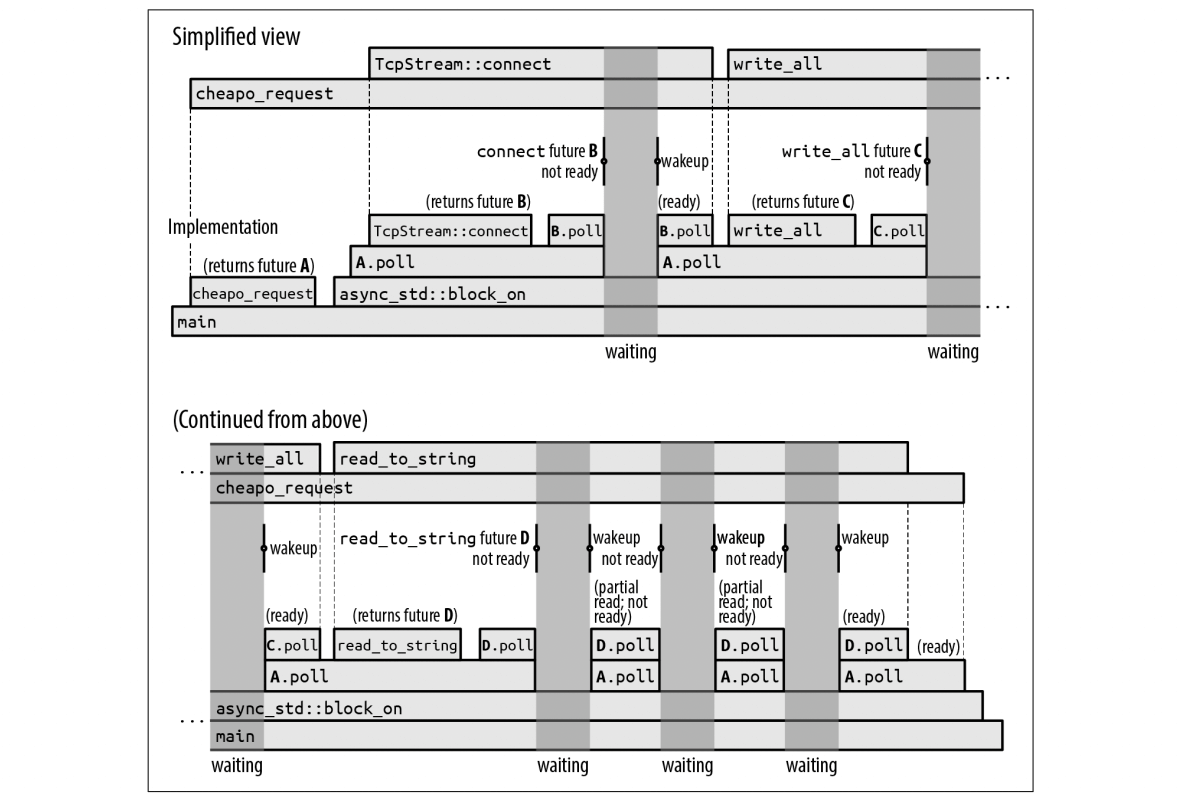 Simplified view
TcpStream::connect
write_all
...
cheapo_request
connect future B
not ready
wakeup
write_all future C
not ready
(returns future B)
(ready)
(returns future C)
Implementation
TcpStream::connect
B.poll
B.poll
write_all
C.poll
(returns future A)
A.poll
A.poll
cheapo_request
async_std::block_on
...
main
waiting
waiting
(Continued from above)
write_all
read_to_string
...
cheapo_request
wakeup
read_to_string future D
not ready
wakeup
not ready
wakeup
not ready
wakeup
(partial
read; not
ready)
(partial
read; not
ready)
(ready)
(returns future D)
(ready)
C.poll
read_to_string
D.poll
D.poll
D.poll
D.poll
(ready)
A.poll
A.poll
A.poll
A.poll
async_std::block_on
...
main
waiting
waiting
waiting
waiting